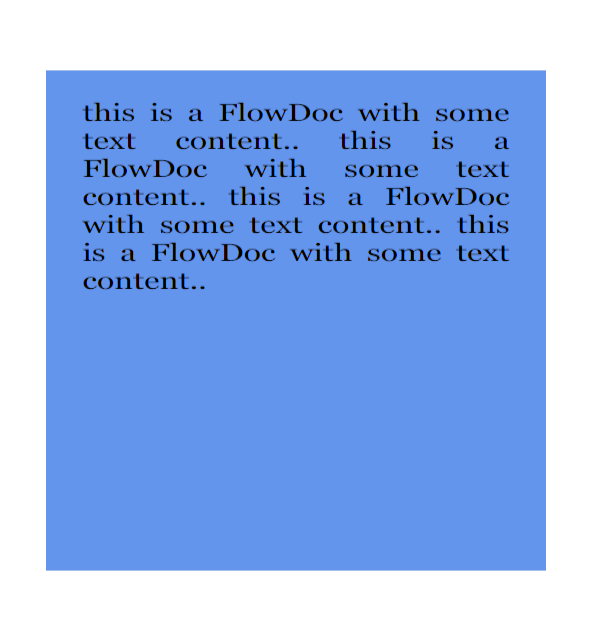 this is a FlowDoc with some
text content.. this is a
FlowDoc with some text
content.. this is a FlowDoc
with some text content.. this
is a FlowDoc with some text
content..